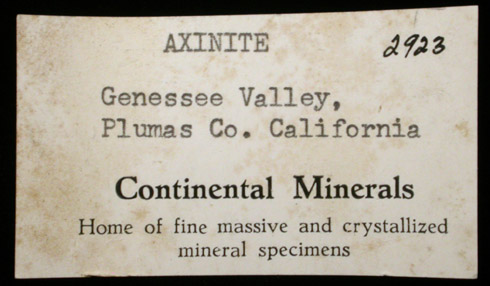 AXINITE 2923
Genessee Valley,
Plumas Co. California
Continental Minerals
Home of fine massive and crystallized
mineral specimens